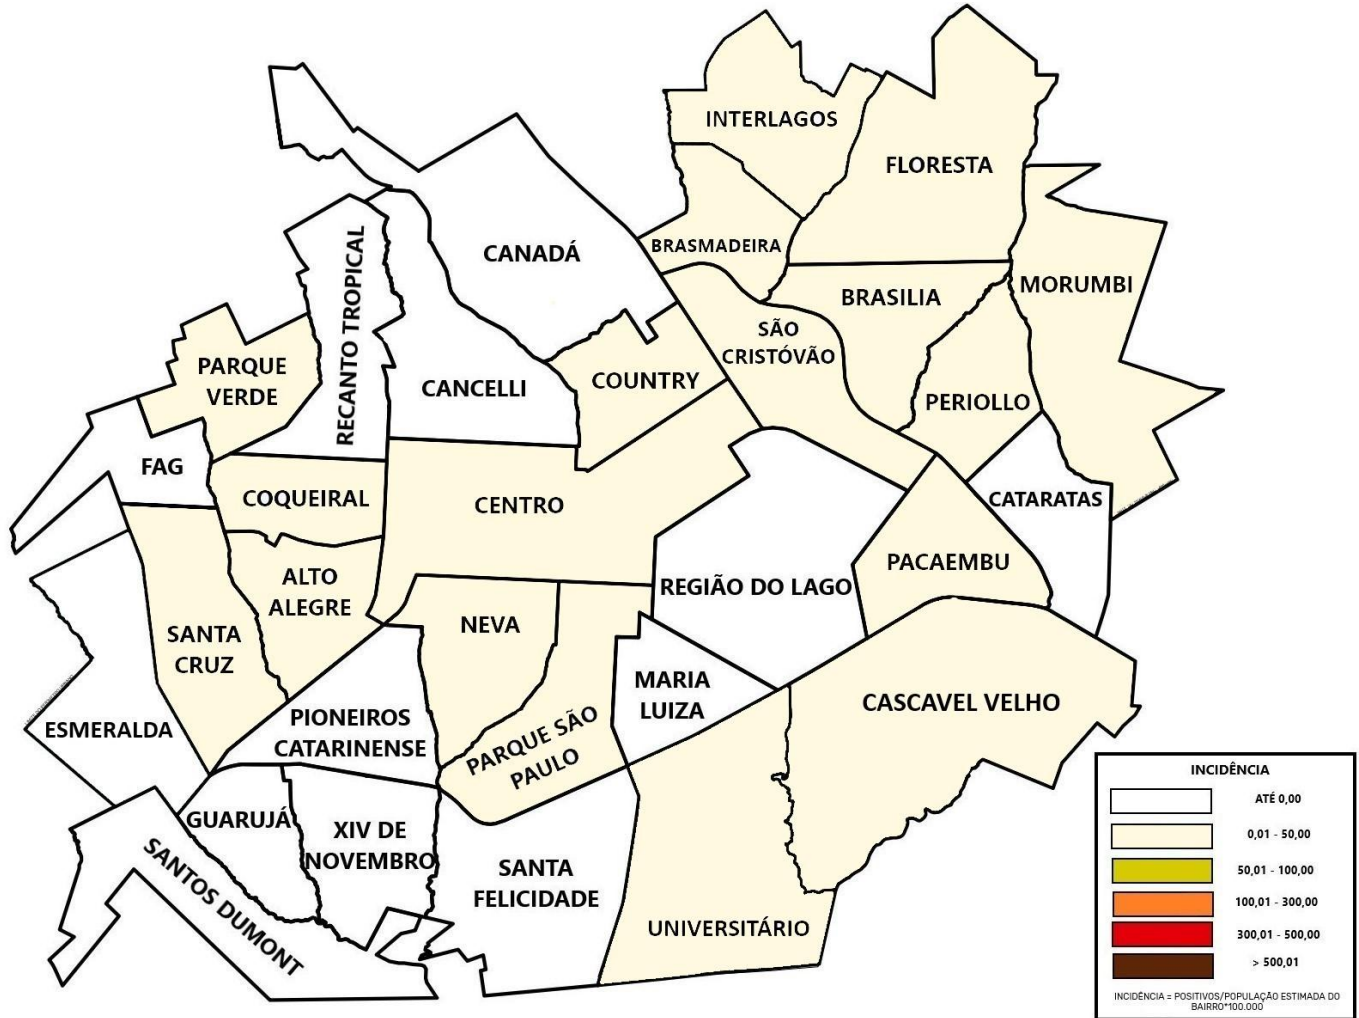 INTERLAGOS
FLORESTA
BRASMADEIRA
CANADÁ
MORUMBI
BRASILIA
RECANTO TROPICAL
SÃO
CRISTÓVÃO
PARQUE
VERDE
CANCELLI
COUNTRY
PERIOLLO
FAG
COQUEIRAL
CENTRO
CATARATAS
PACAEMBU
ALTO
ALEGRE
REGIÃO DO LAGO
NEVA
SANTA
CRUZ
MARIA
LUIZA
CASCAVEL VELHO
ESMERALDA
PIONEIROS
CATARINENSE
PARQUE SÃO
PAULO
GUARUJÁ
XIV DE
NOVEMBRO
SANTA
FELICIDADE
SANTOS DUMONT
UNIVERSITÁRIO
INCIDÊNCIA
ATÉ 0,00
0,01 - 50,00
50,01 - 100,00
100,01 - 300,00
300,01 - 500,00
> 500,01
INCIDÊNCIA = POSITIVOS/POPULAÇÃO ESTIMADA DO
BAIRRO*100.000